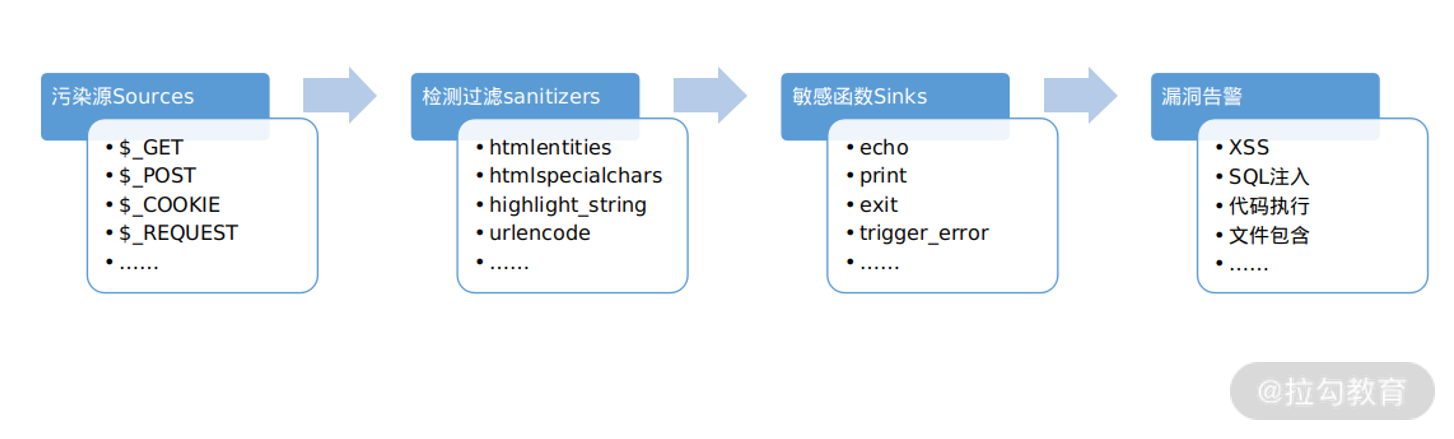 污染源Sources
• $_GET
• $_POST
• $_COOKIE
• $_REQUEST
• ......
检测过滤sanitizers
• htmlentities
• htmlspecialchars
• highlight_string
• urlencode
• ......
敏感函数Sinks
• echo
• print
• exit
• trigger_error
• ......
漏洞告警
• XSS
• SQL注入
• 代码执行
• 文件包含
• ......
@拉勾教育